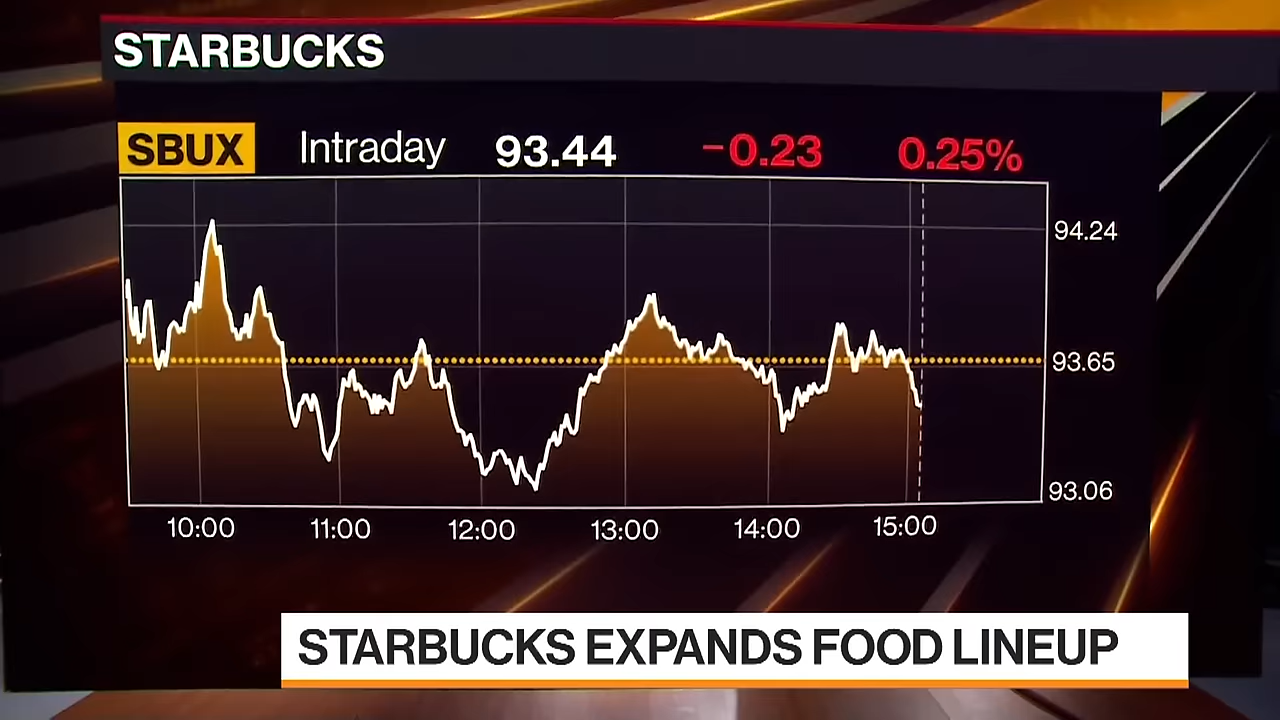 STARBUCKS
SBUX Intraday 93.44 −0.23 0.25%
94.24
93.65
93.06
10:00 11:00 12:00 13:00 14:00 15:00
STARBUCKS EXPANDS FOOD LINEUP